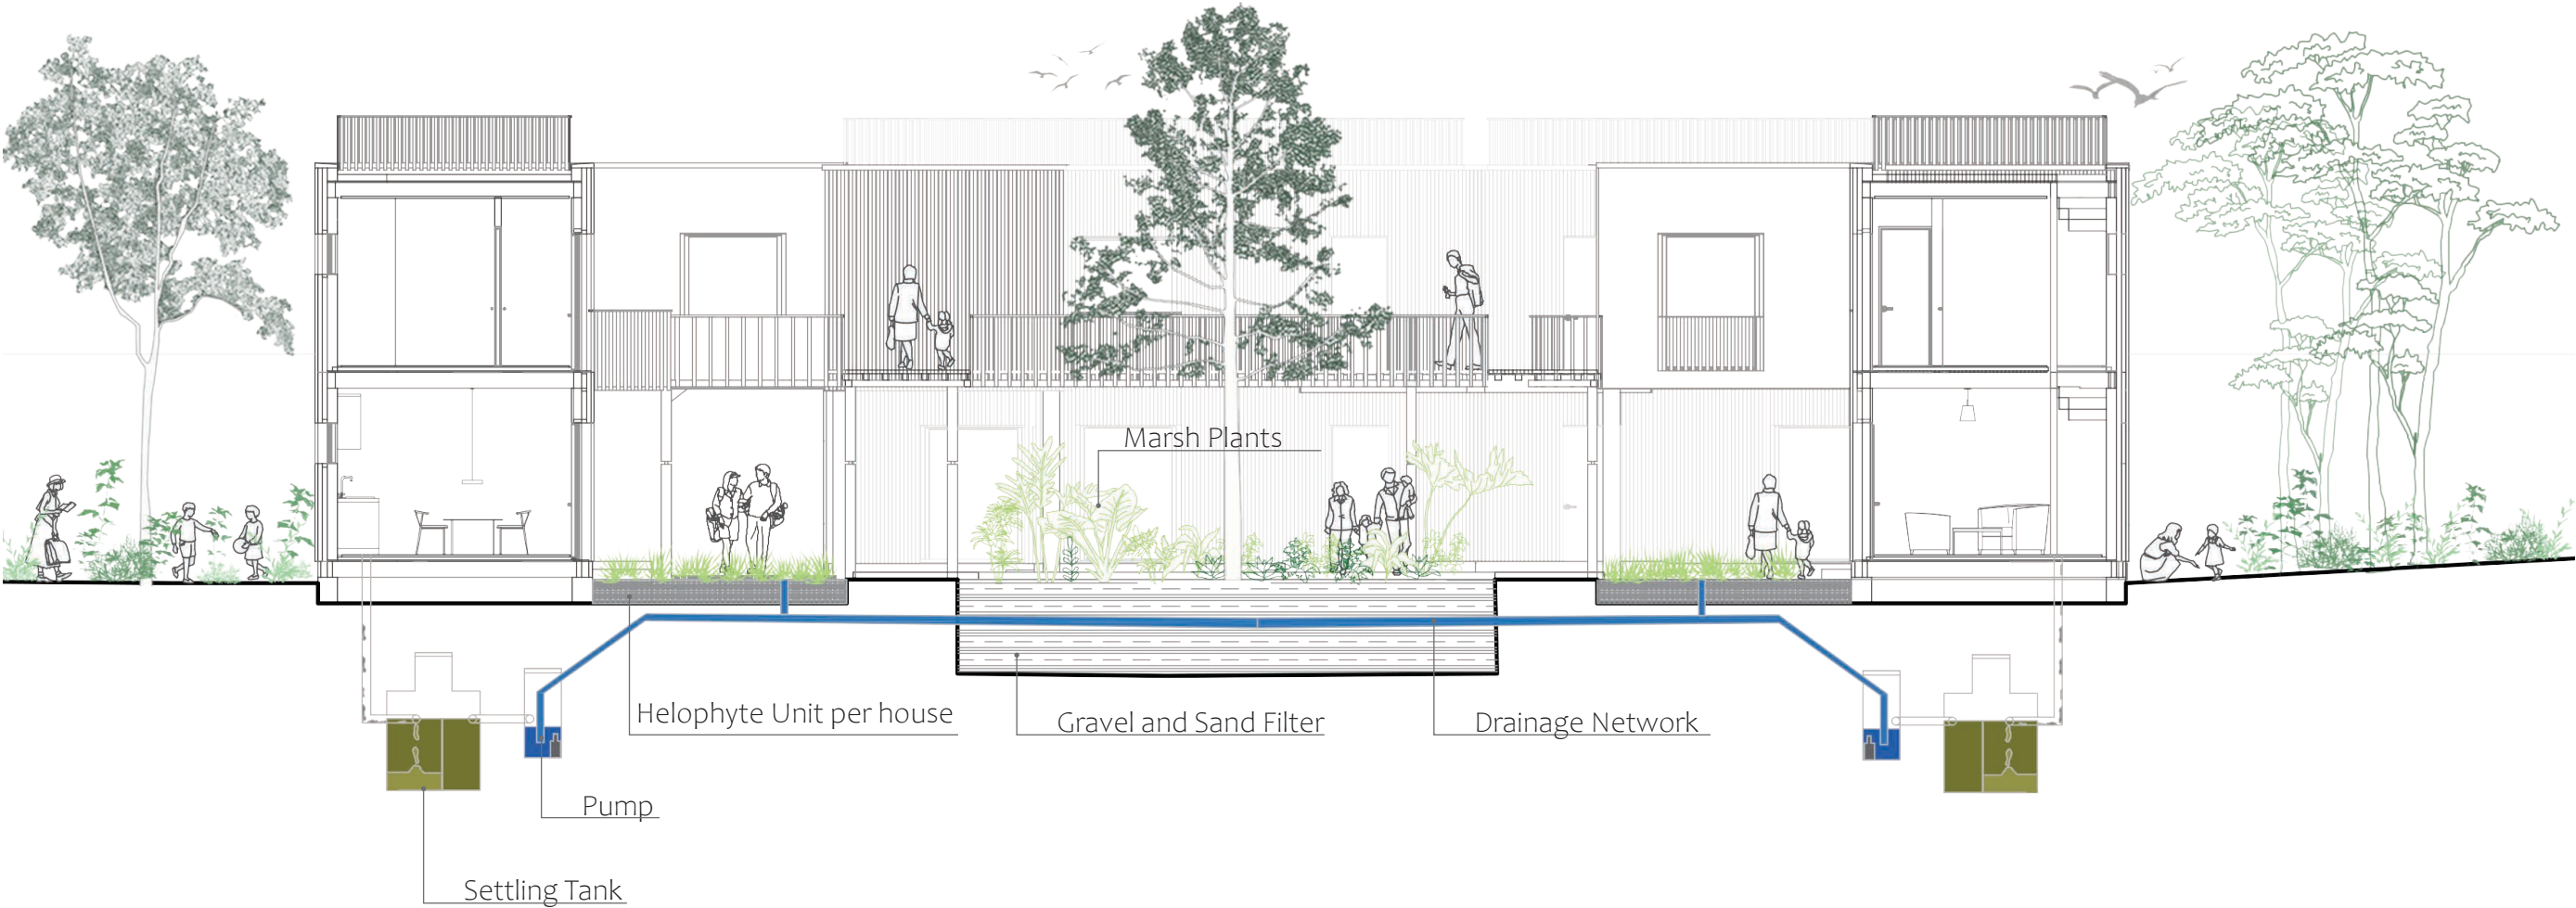 Marsh Plants
Helophyte Unit per house
Gravel and Sand Filter
Drainage Network
Pump
Settling Tank